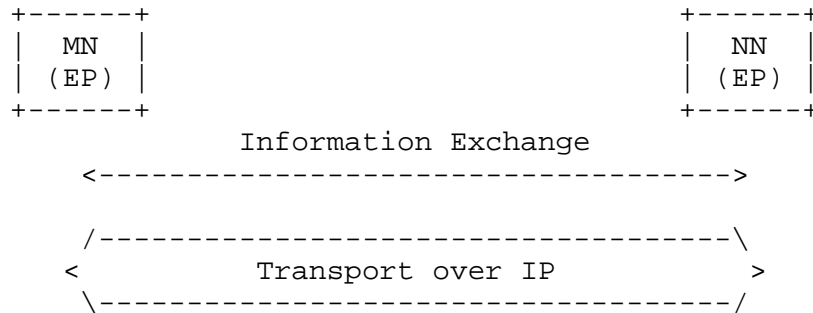 MN NN
(EP) (EP)
Information Exchange
Transport over IP